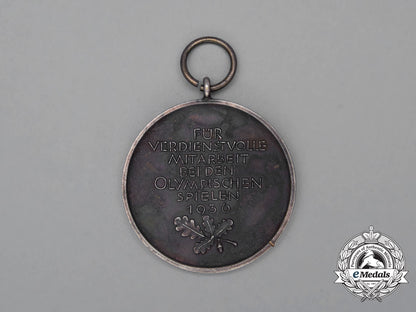 FÜR
VERDIENSTVOLLE
MITARBEIT
BEI DEN
OLYMPISCHEN
SPIELEN
1936
eMedals